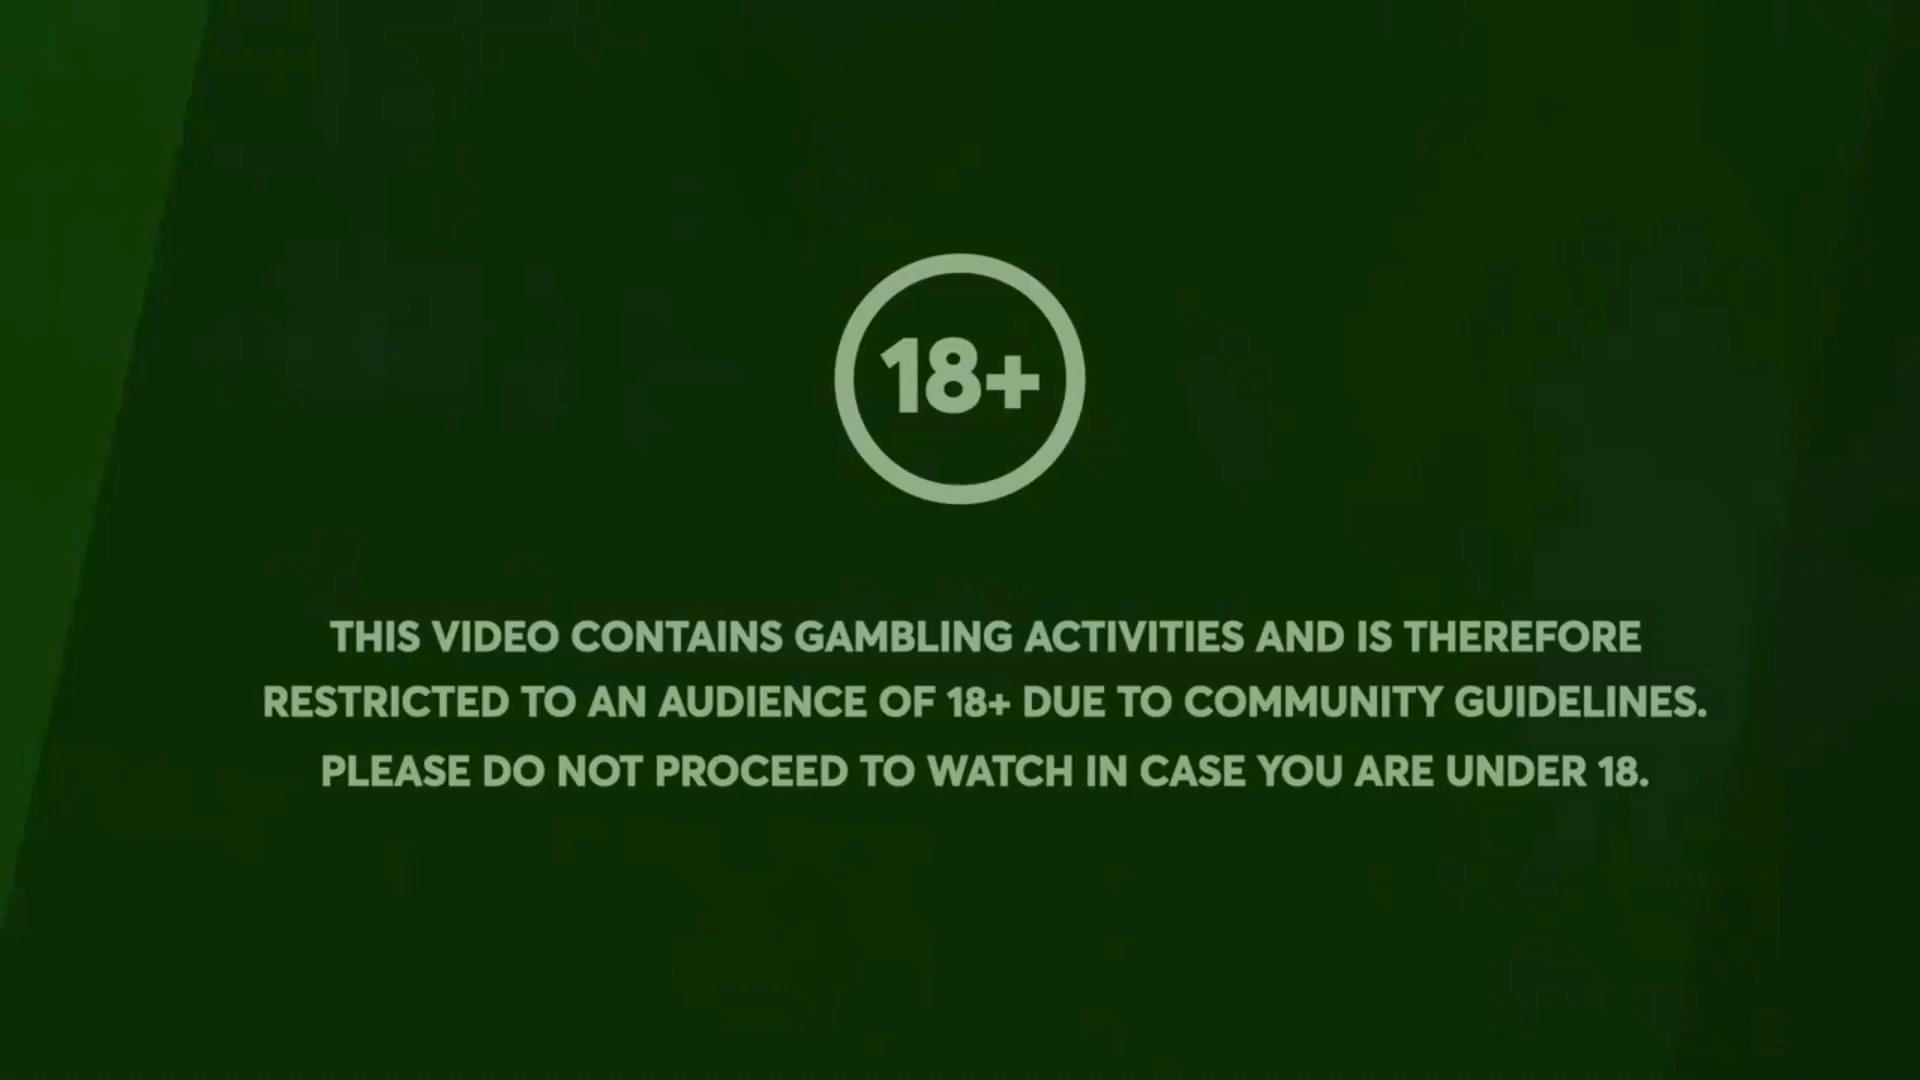 18+
THIS VIDEO CONTAINS GAMBLING ACTIVITIES AND IS THEREFORE
RESTRICTED TO AN AUDIENCE OF 18+ DUE TO COMMUNITY GUIDELINES.
PLEASE DO NOT PROCEED TO WATCH IN CASE YOU ARE UNDER 18.